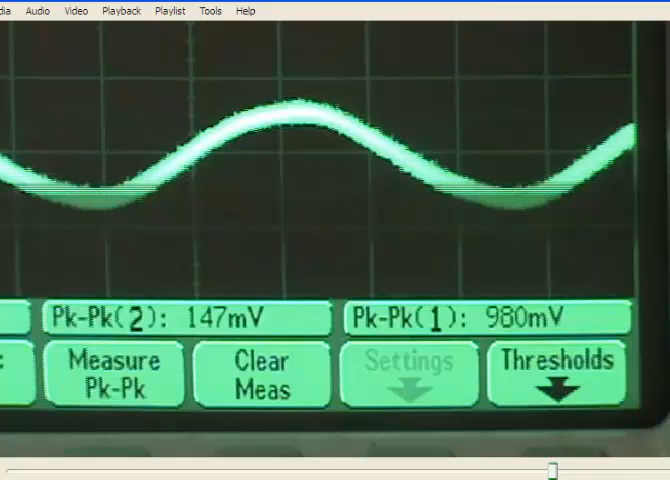 dia Audio Video Playback Playlist Tools Help
Pk-Pk(2): 147mV Pk-Pk(1): 980mV
Measure Pk-Pk
Clear Meas
Settings
Thresholds